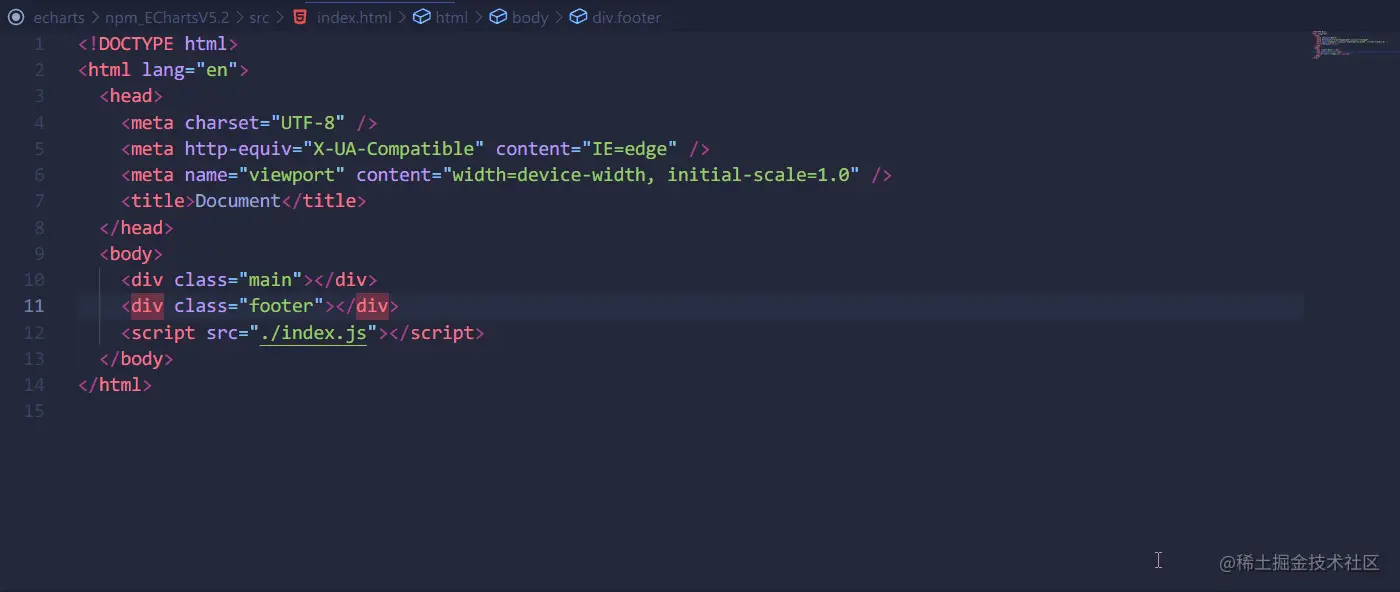 echarts > npm_EChartsV5.2 > src > index.html > html > body > div.footer
1 <!DOCTYPE html>
2 <html lang="en">
3 <head>
4 <meta charset="UTF-8" />
5 <meta http-equiv="X-UA-Compatible" content="IE=edge" />
6 <meta name="viewport" content="width=device-width, initial-scale=1.0" />
7 <title>Document</title>
8 </head>
9 <body>
10 <div class="main"></div>
11 <div class="footer"></div>
12 <script src="./index.js"></script>
13 </body>
14 </html>
15
@稀土掘金技术社区